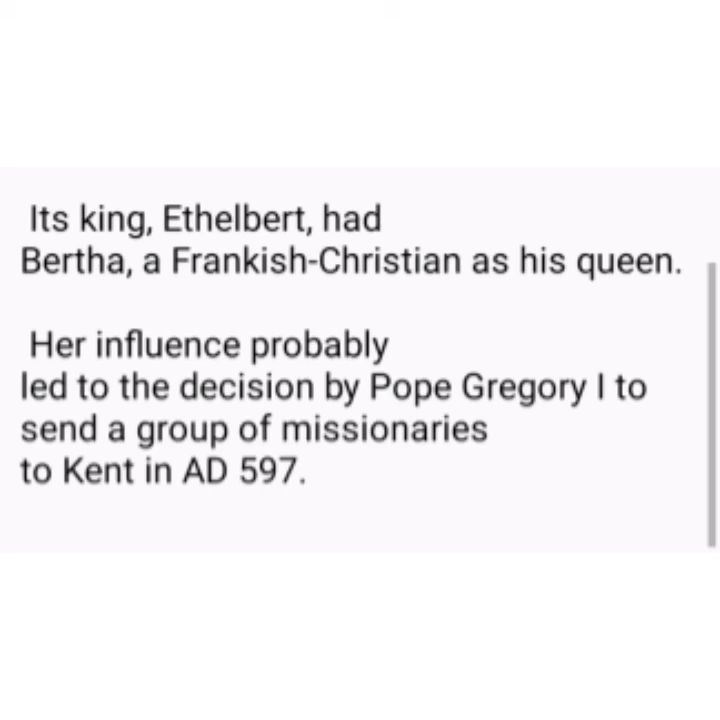 Its king, Ethelbert, had
Bertha, a Frankish-Christian as his queen.
Her influence probably
led to the decision by Pope Gregory I to
send a group of missionaries
to Kent in AD 597.